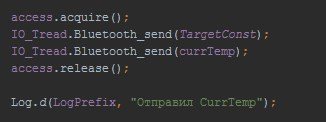 access.acquire();
IO_Tread.Bluetooth_send(TargetConst);
IO_Tread.Bluetooth_send(currTemp);
access.release();
Log.d(LogPrefix, "Отправил CurrTemp");